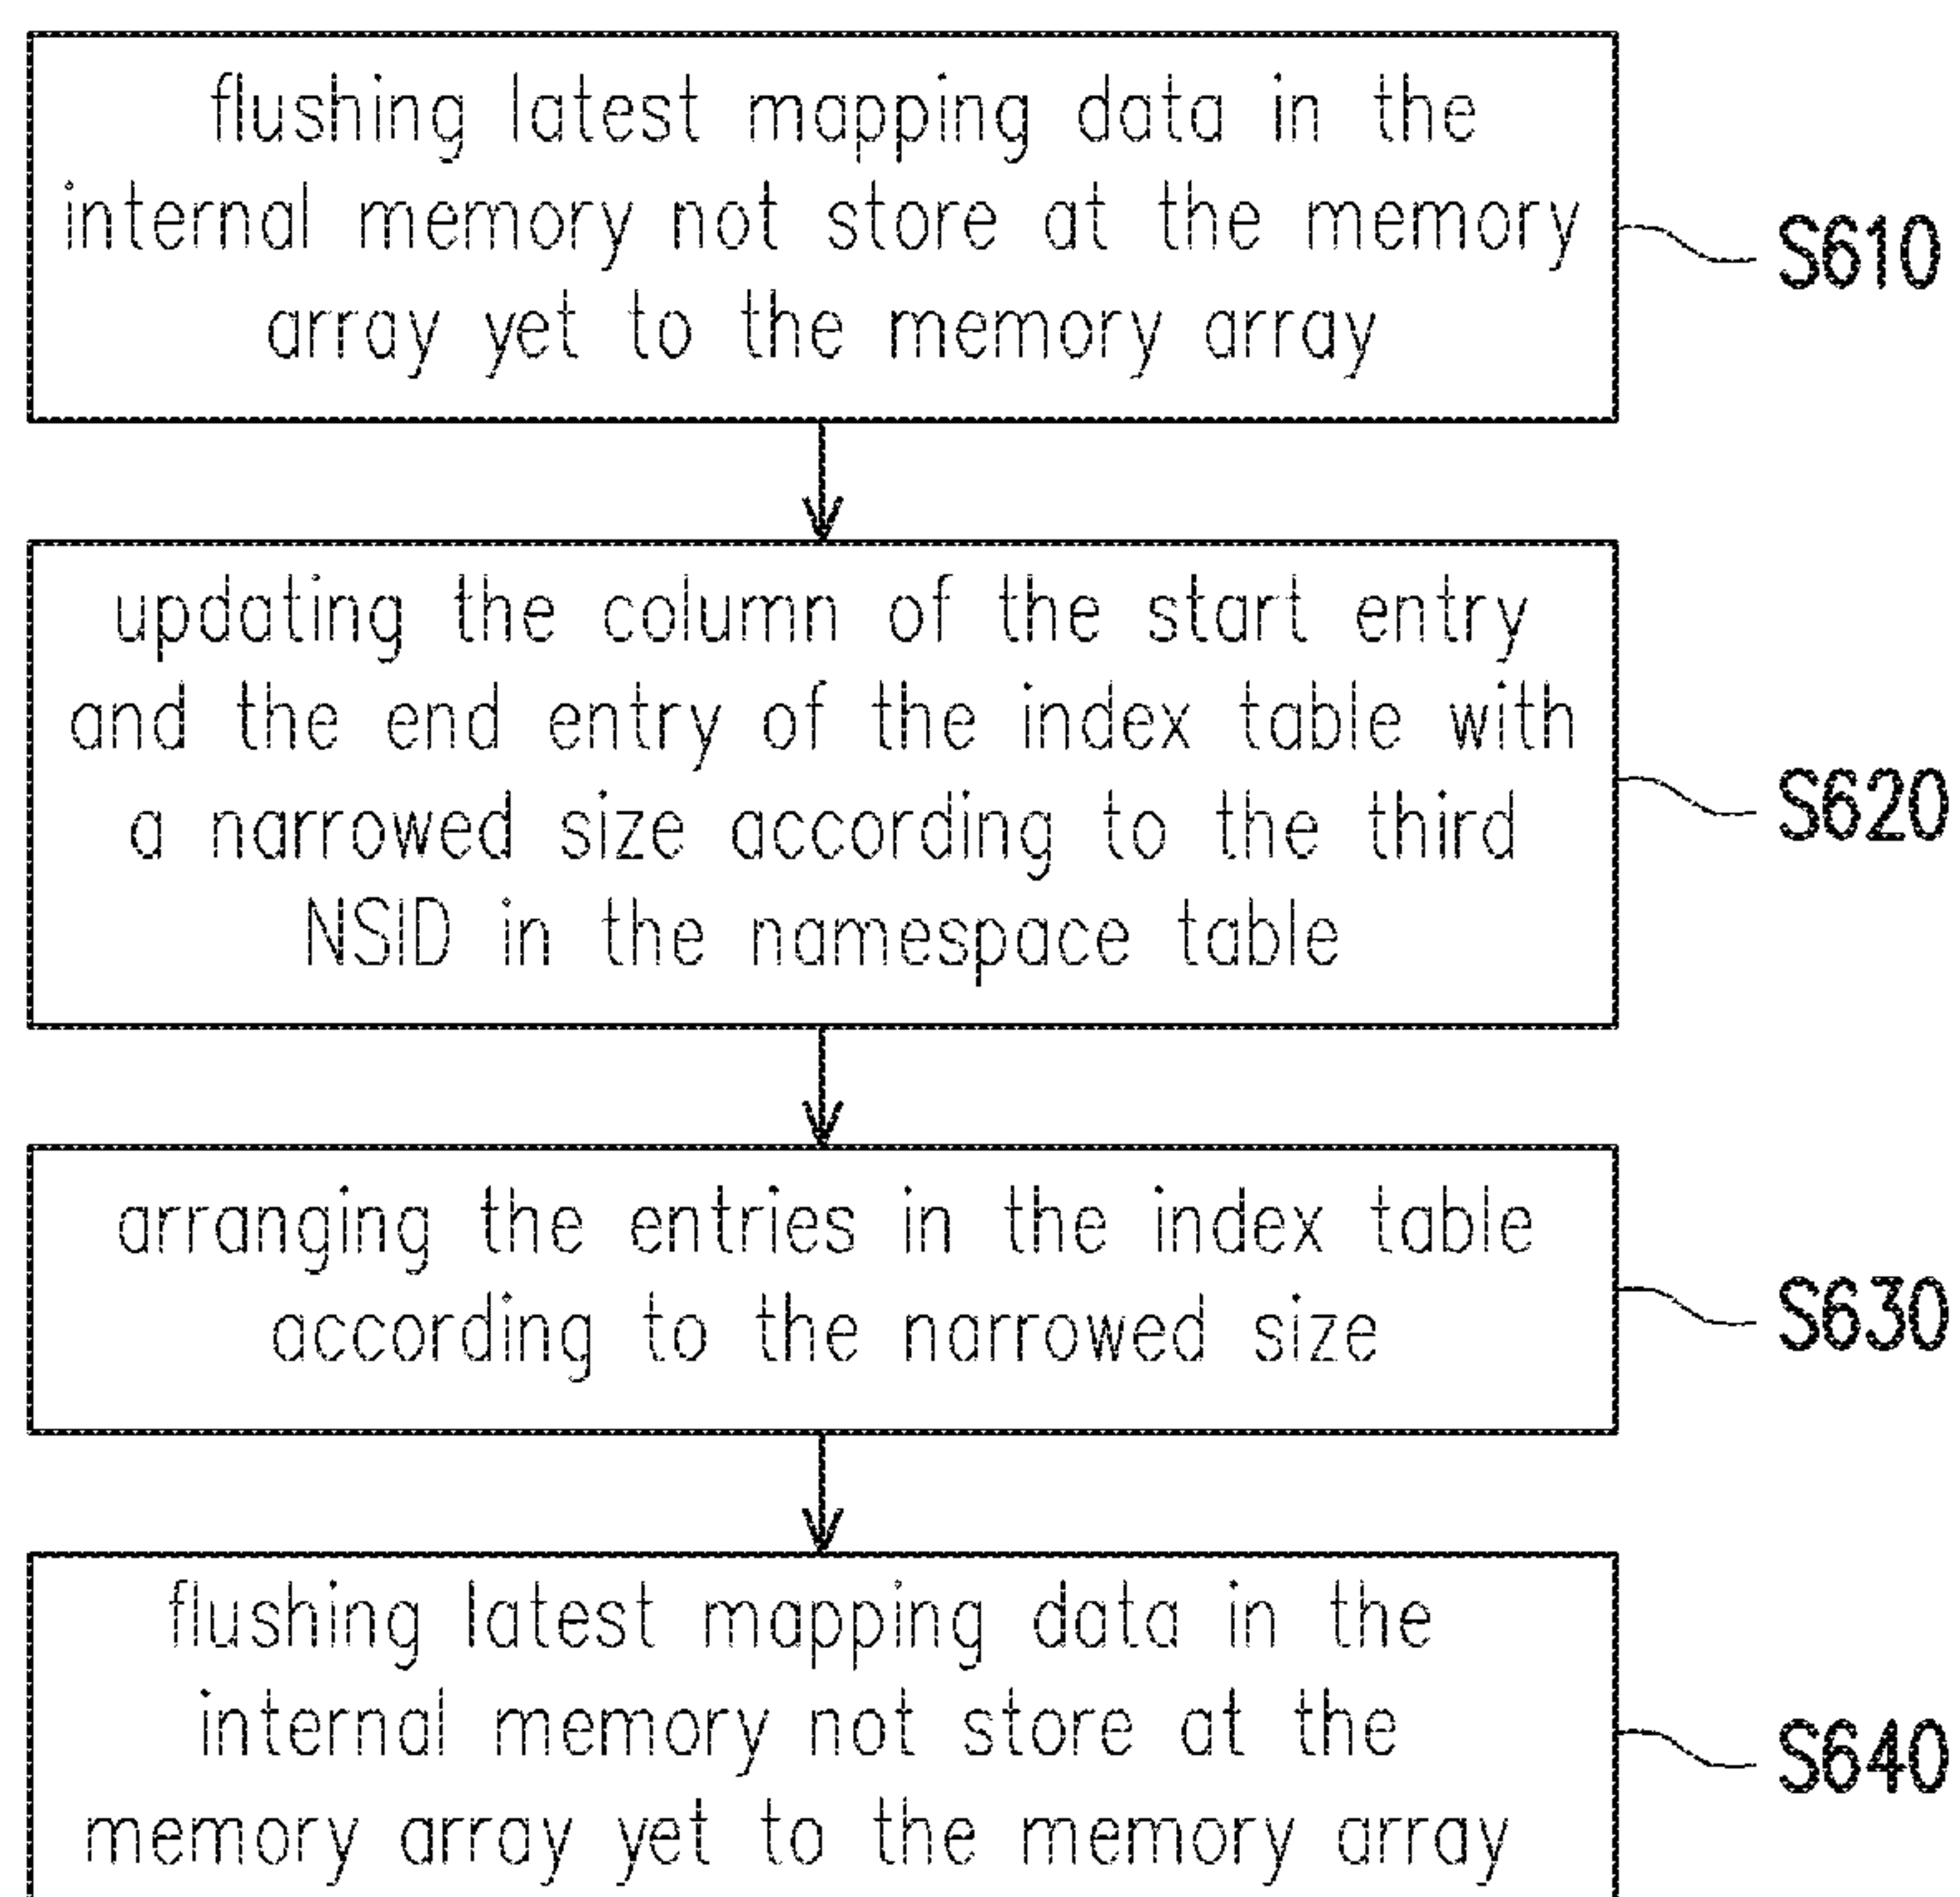 flushing latest mapping data in the
internal memory not store at the memory
array yet to the memory array
S610
updating the column of the start entry
and the end entry of the index table with
a narrowed size according to the third
NSID in the namespace table
S620
arranging the entries in the index table
according to the narrowed size
S630
flushing latest mapping data in the
internal memory not store at the
memory array yet to the memory array
S640